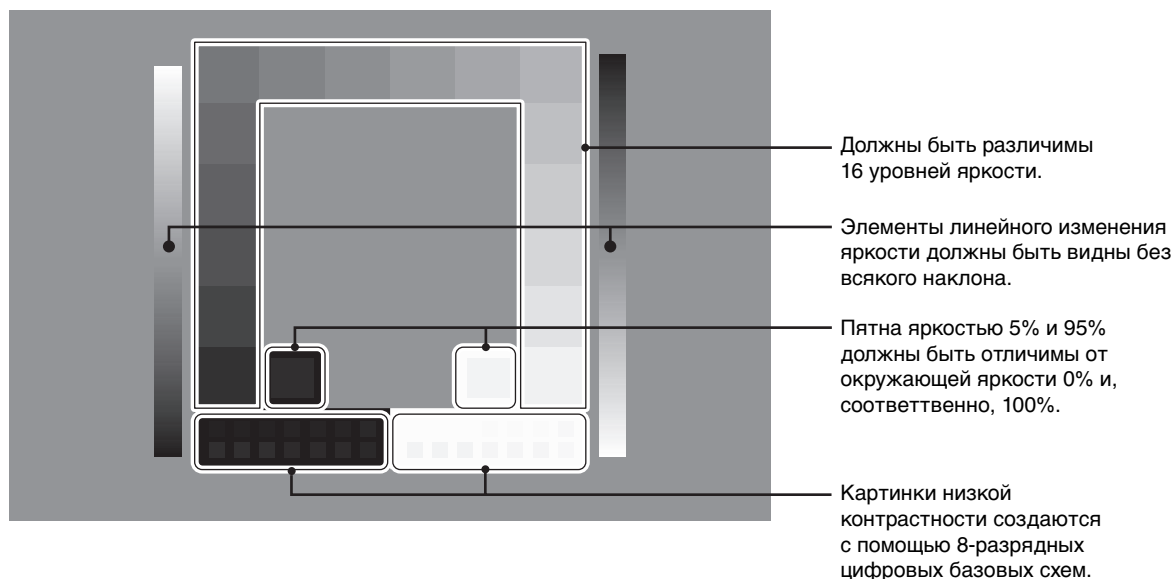 Должны быть различимы
16 уровней яркости.
Элементы линейного изменения
яркости должны быть видны без
всякого наклона.
Пятна яркостью 5% и 95%
должны быть отличимы от
окружающей яркости 0% и,
соответтвенно, 100%.
Картинки низкой
контрастности создаются
с помощью 8-разрядных
цифровых базовых схем.